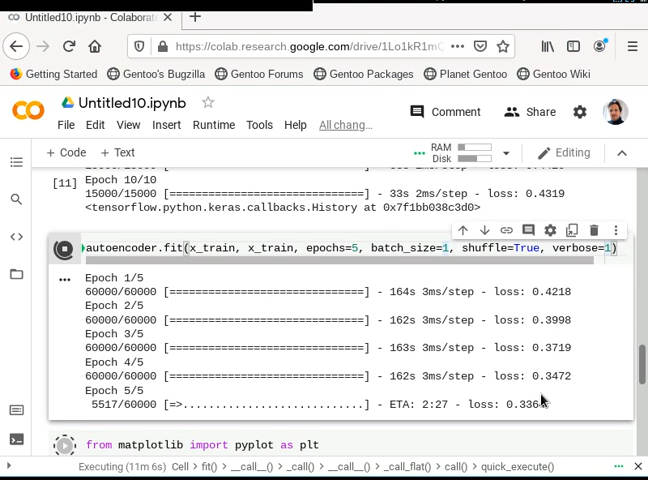 Untitled10.ipynb - Colaborat
https://colab.research.google.com/drive/1Lo1kR1mC
Getting Started Gentoo's Bugzilla Gentoo Forums Gentoo Packages Planet Gentoo Gentoo Wiki
Untitled10.ipynb
Comment Share
File Edit View Insert Runtime Tools Help All chang...
+ Code + Text RAM Disk Editing
[11]
Epoch 10/10
15000/15000 [==============================] - 33s 2ms/step - loss: 0.4319
<tensorflow.python.keras.callbacks.History at 0x7f1bb038c3d0>
autoencoder.fit(x_train, x_train, epochs=5, batch_size=1, shuffle=True, verbose=1)
Epoch 1/5
60000/60000 [==============================] - 164s 3ms/step - loss: 0.4218
Epoch 2/5
60000/60000 [==============================] - 162s 3ms/step - loss: 0.3998
Epoch 3/5
60000/60000 [==============================] - 163s 3ms/step - loss: 0.3719
Epoch 4/5
60000/60000 [==============================] - 162s 3ms/step - loss: 0.3472
Epoch 5/5
5517/60000 [=>............................] - ETA: 2:27 - loss:
from matplotlib import pyplot as plt
Executing (11m 6s) Cell > fit() > __call__() > _call() > __call__() > _call_flat() > call() > quick_execute()